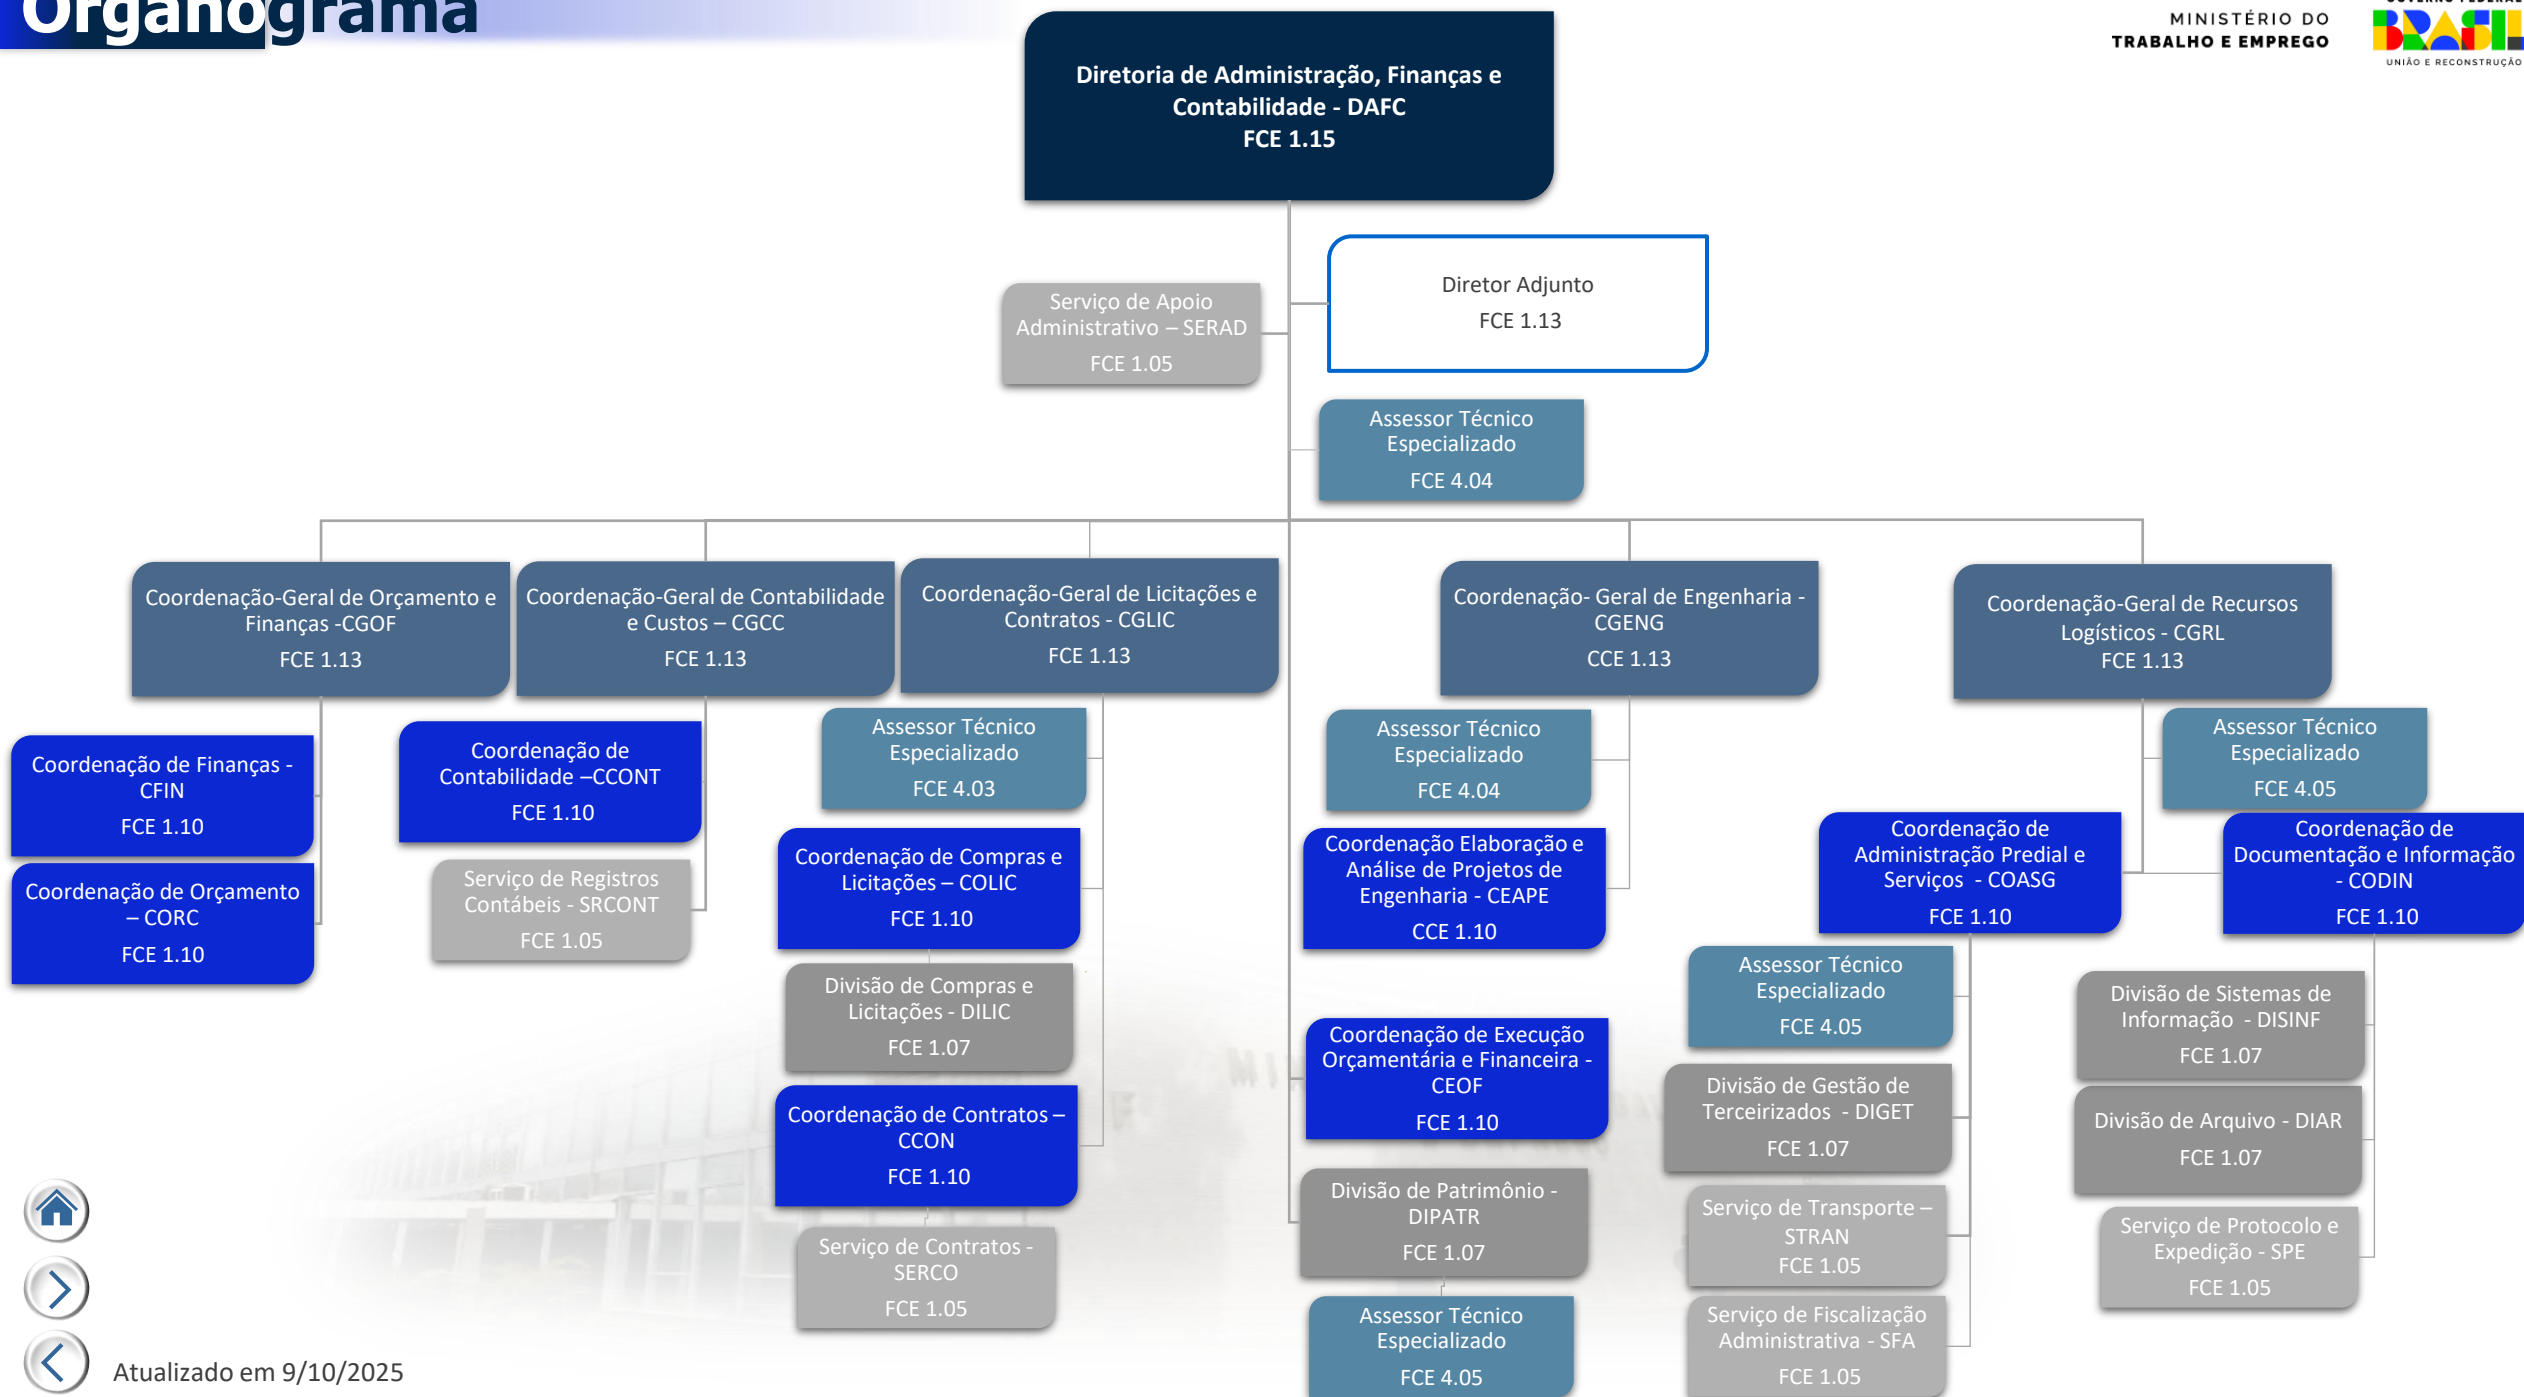 Organograma
MINISTÉRIO DO
TRABALHO E EMPREGO
GOVERNO FEDERAL
BRASIL
UNIÃO E RECONSTRUÇÃO
Diretoria de Administração, Finanças e
Contabilidade - DAFC
FCE 1.15
Diretor Adjunto
FCE 1.13
Serviço de Apoio
Administrativo – SERAD
FCE 1.05
Assessor Técnico
Especializado
FCE 4.04
Coordenação-Geral de Orçamento e
Finanças -CGOF
FCE 1.13
Coordenação-Geral de Contabilidade
e Custos – CGCC
FCE 1.13
Coordenação-Geral de Licitações e
Contratos - CGLIC
FCE 1.13
Coordenação- Geral de Engenharia -
CGENG
CCE 1.13
Coordenação-Geral de Recursos
Logísticos - CGRL
FCE 1.13
Coordenação de Finanças -
CFIN
FCE 1.10
Coordenação de Orçamento
– CORC
FCE 1.10
Coordenação de
Contabilidade –CCONT
FCE 1.10
Serviço de Registros
Contábeis - SRCONT
FCE 1.05
Assessor Técnico
Especializado
FCE 4.03
Coordenação de Compras e
Licitações – COLIC
FCE 1.10
Divisão de Compras e
Licitações - DILIC
FCE 1.07
Coordenação de Contratos –
CCON
FCE 1.10
Serviço de Contratos -
SERCO
FCE 1.05
Assessor Técnico
Especializado
FCE 4.04
Coordenação Elaboração e
Análise de Projetos de
Engenharia - CEAPE
CCE 1.10
Coordenação de Execução
Orçamentária e Financeira -
CEOF
FCE 1.10
Divisão de Patrimônio -
DIPATR
FCE 1.07
Assessor Técnico
Especializado
FCE 4.05
Assessor Técnico
Especializado
FCE 4.05
Coordenação de
Administração Predial e
Serviços - COASG
FCE 1.10
Assessor Técnico
Especializado
FCE 4.05
Divisão de Gestão de
Terceirizados - DIGET
FCE 1.07
Serviço de Transporte –
STRAN
FCE 1.05
Serviço de Fiscalização
Administrativa - SFA
FCE 1.05
Coordenação de
Documentação e Informação
- CODIN
FCE 1.10
Divisão de Sistemas de
Informação - DISINF
FCE 1.07
Divisão de Arquivo - DIAR
FCE 1.07
Serviço de Protocolo e
Expedição - SPE
FCE 1.05
Atualizado em 9/10/2025